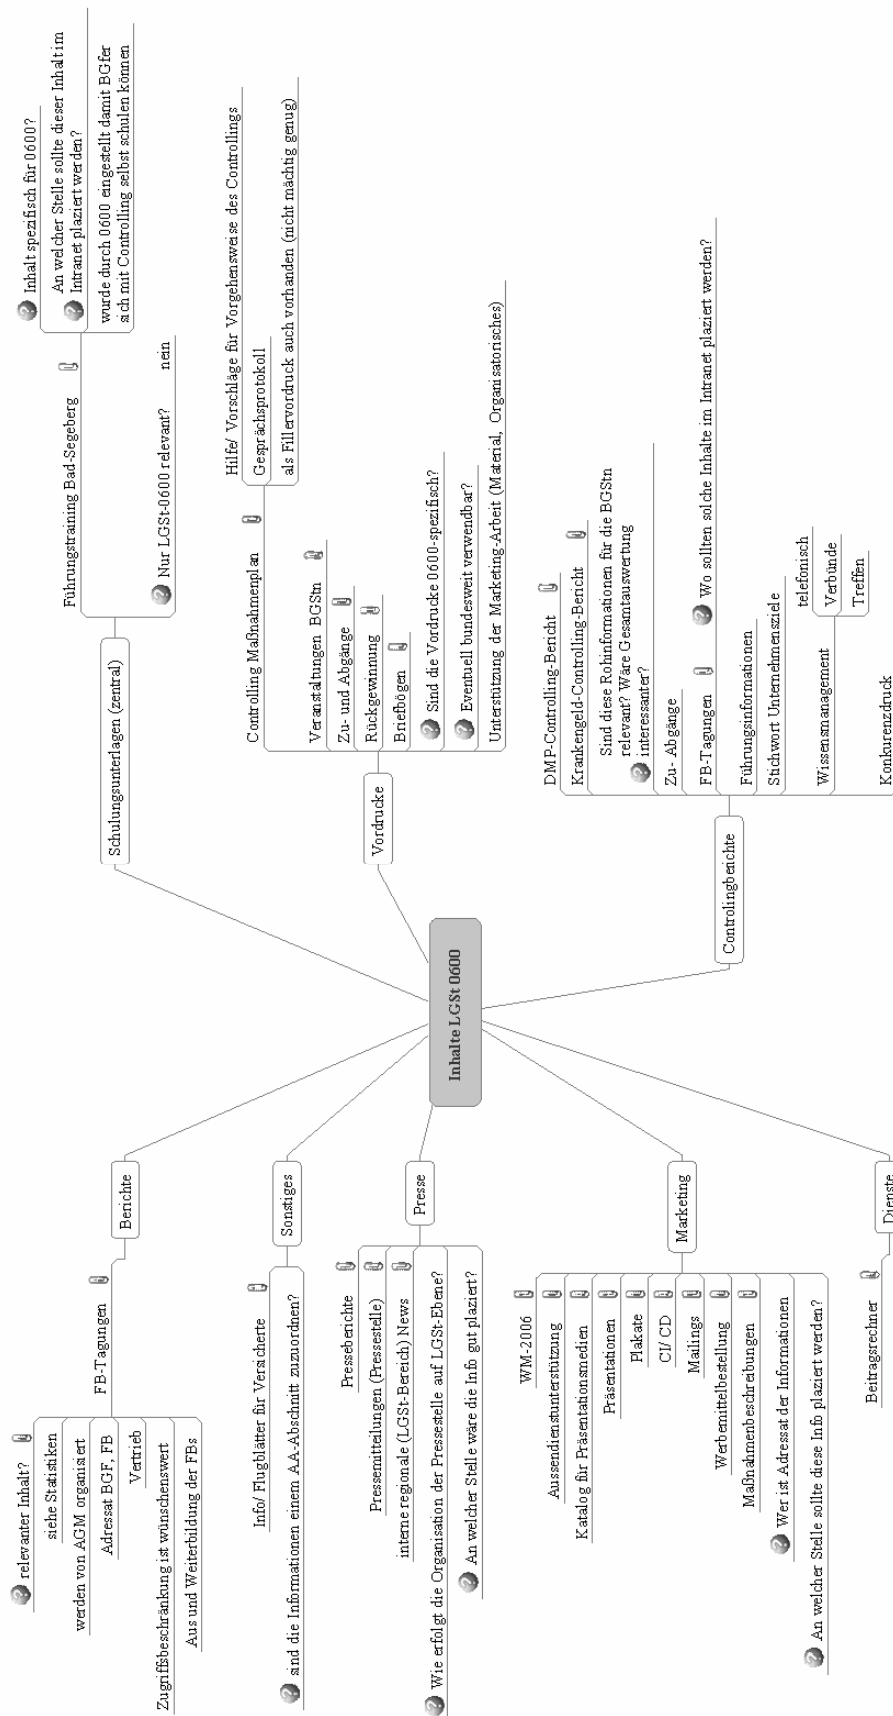 Inhalte LGSt 0600
Schulungsunterlagen (zentral)
Führungstraining Bad-Segeberg
Inhalt spezifisch für 0600?
An welcher Stelle sollte dieser Inhalt im
Intranet plaziert werden?
wurde durch 0600 eingestellt damit BGfer
sich mit Controlling selbst schulen können
Nur LGSt-0600 relevant?
nein
Vordrucke
Controlling Maßnahmenplan
Hilfe/ Vorschläge für Vorgehensweise des Controllings
Gesprächsprotokoll
als Fillervordruck auch vorhanden (nicht mächtig genug)
Veranstaltungen BGStn
Zu- und Abgänge
Rückgewinnung
Briefbögen
Sind die Vordrucke 0600-spezifisch?
Eventuell bundesweit verwendbar?
Unterstützung der Marketing-Arbeit (Material, Organisatorisches)
Controlingberichte
DMP-Controlling-Bericht
Krankengeld-Controlling-Bericht
Sind diese Rohinformationen für die BGStn
relevant? Wäre Gesamtauswertung
interessanter?
Zu- Abgänge
FB-Tagungen
Wo sollten solche Inhalte im Intranet plaziert werden?
Führungsinformationen
Stichwort Unternehmensziele
Wissensmanagement
telefonisch
Verbünde
Treffen
Konkurenzdruck
Berichte
FB-Tagungen
relevanter Inhalt?
siehe Statistiken
werden von AGM organisiert
Adressat BGF, FB
Vertrieb
Zugriffsbeschränkung ist wünschenswert
Aus und Weiterbildung der FBs
Sonstiges
Info/ Flugblätter für Versicherte
sind die Informationen einem AA-Abschnitt zuzuordnen?
Presse
Presseberichte
Pressemitteilungen (Pressestelle)
interne regionale (LGSt-Bereich) News
Wie erfolgt die Organisation der Pressestelle auf LGSt-Ebene?
An welcher Stelle wäre die Info gut plaziert?
Marketing
WM-2006
Aussendienstunterstützung
Katalog für Präsentationsmedien
Präsentationen
Plakate
CI/ CD
Mailings
Werbemittelbestellung
Maßnahmenbeschreibungen
Wer ist Adressat der Informationen
An welcher Stelle sollte diese Info plaziert werden?
Dienste
Beitragsrechner